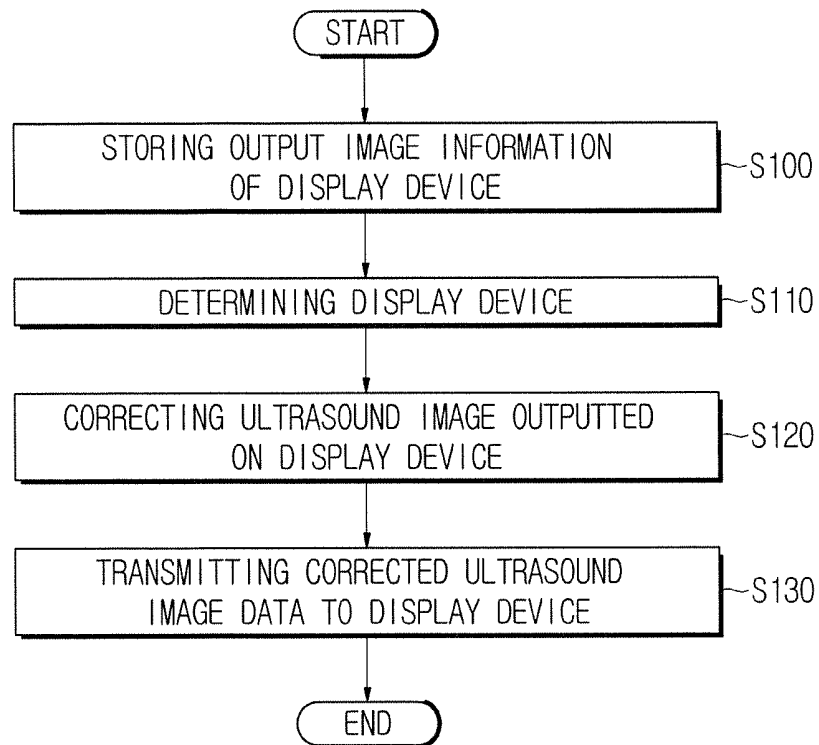 START
STORING OUTPUT IMAGE INFORMATION
OF DISPLAY DEVICE
S100
DETERMINING DISPLAY DEVICE
S110
CORRECTING ULTRASOUND IMAGE OUTPUTTED
ON DISPLAY DEVICE
S120
TRANSMITTING CORRECTED ULTRASOUND
IMAGE DATA TO DISPLAY DEVICE
S130
END